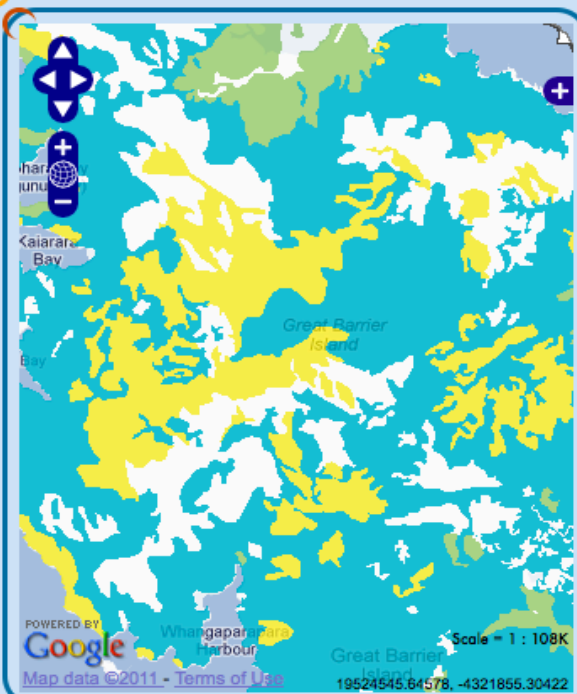 Kaiarara
Bay
Great Barrier
Island
Bay
POWERED BY
Google
Whangaparapara
Harbour
Great Barrier
Island
Scale = 1 : 108K
Map data ©2011 - Terms of Use
19524545.64578, -4321855.30422